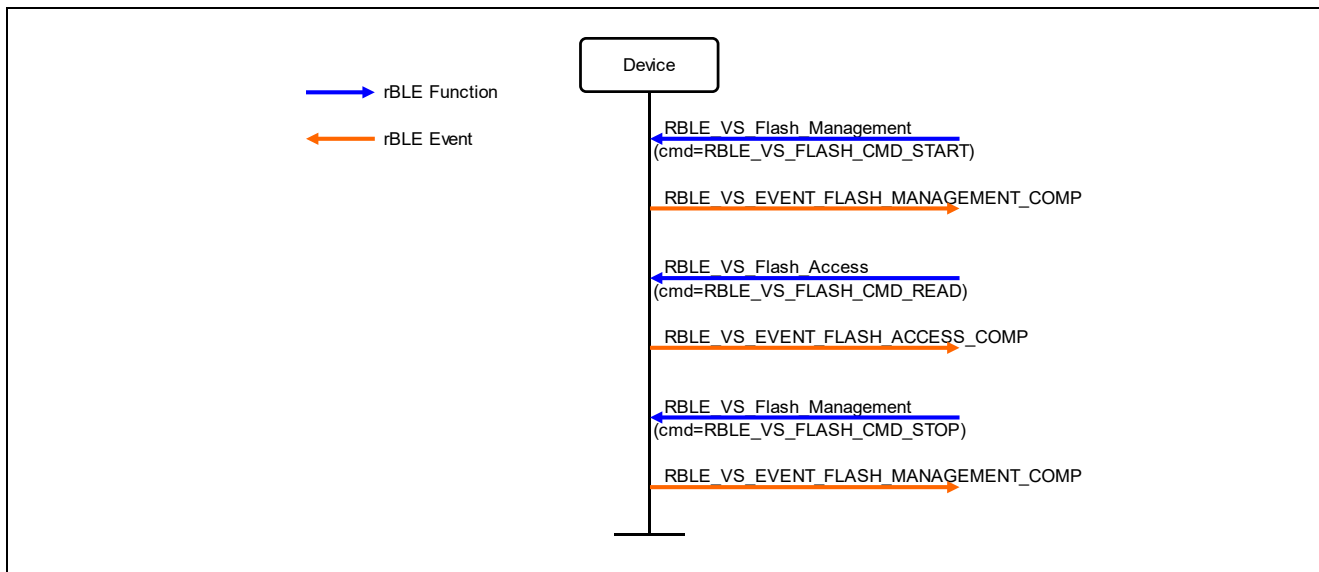 Device
rBLE Function
rBLE Event
RBLE_VS_Flash_Management
(cmd=RBLE_VS_FLASH_CMD_START)
RBLE_VS_EVENT_FLASH_MANAGEMENT_COMP
RBLE_VS_Flash_Access
(cmd=RBLE_VS_FLASH_CMD_READ)
RBLE_VS_EVENT_FLASH_ACCESS_COMP
RBLE_VS_Flash_Management
(cmd=RBLE_VS_FLASH_CMD_STOP)
RBLE_VS_EVENT_FLASH_MANAGEMENT_COMP